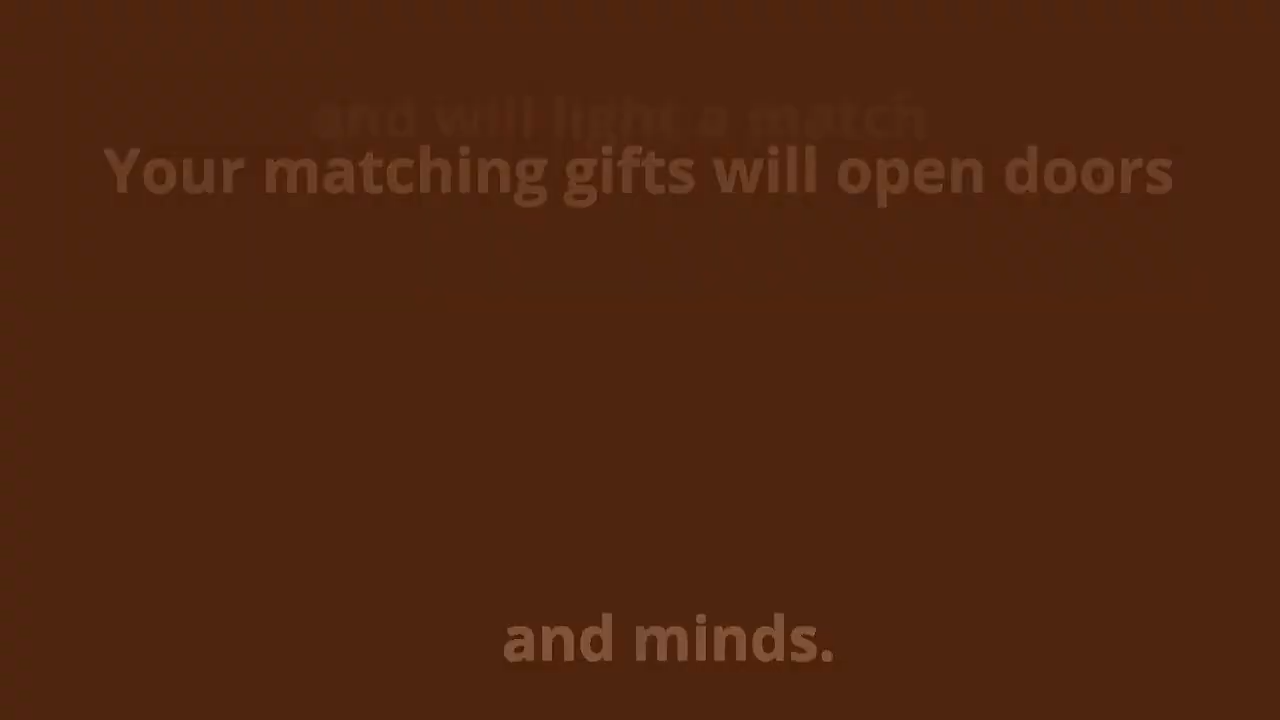 and will light a match
Your matching gifts will open doors
and minds.